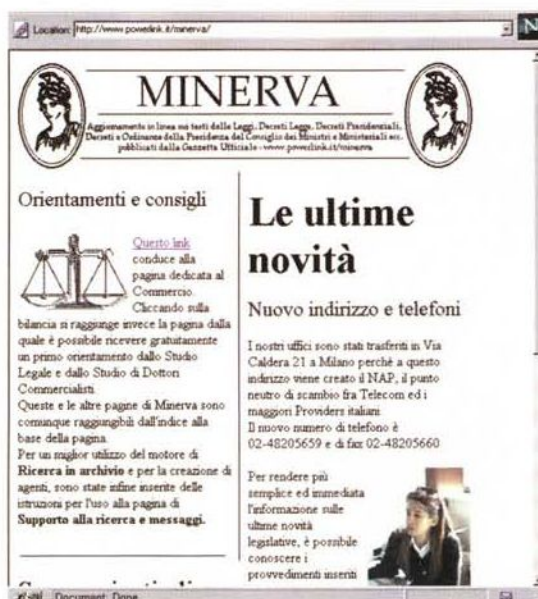 Location: http://www.powerlink.it/minerva/
N
MINERVA
Aggiornamento in linea sui testi delle Leggi, Decreti Legge, Decreti Presidenziali,
Decreti e Ordinanze della Presidenza del Consiglio dei Ministri e Ministeriali ecc.
pubblicati dalla Gazzetta Ufficiale - www.powerlink.it/minerva
Orientamenti e consigli
Questo link
conduce alla
pagina dedicata al
Commercio.
Cliccando sulla
bilancia si raggiunge invece la pagina dalla
quale è possibile ricevere gratuitamente
un primo orientamento dallo Studio
Legale e dallo Studio di Dottori
Commercialisti.
Queste e le altre pagine di Minerva sono
comunque raggiungibili dall'indice alla
base della pagina.
Per un miglior utilizzo del motore di
Ricerca in archivio e per la creazione di
agenti, sono state infine inserite delle
istruzioni per l'uso alla pagina di
Supporto alla ricerca e messaggi.
Le ultime
novità
Nuovo indirizzo e telefoni
I nostri uffici sono stati trasferiti in Via
Caldera 21 a Milano perchè a questo
indirizzo viene creato il NAP, il punto
neutro di scambio fra Telecom ed i
maggiori Providers italiani.
Il nuovo numero di telefono è
02-48205659 e di fax 02-48205660
Per rendere più
semplice ed immediata
l'informazione sulle
ultime novità
legislative, è possibile
conoscere i
provvedimenti inseriti
Document: Done